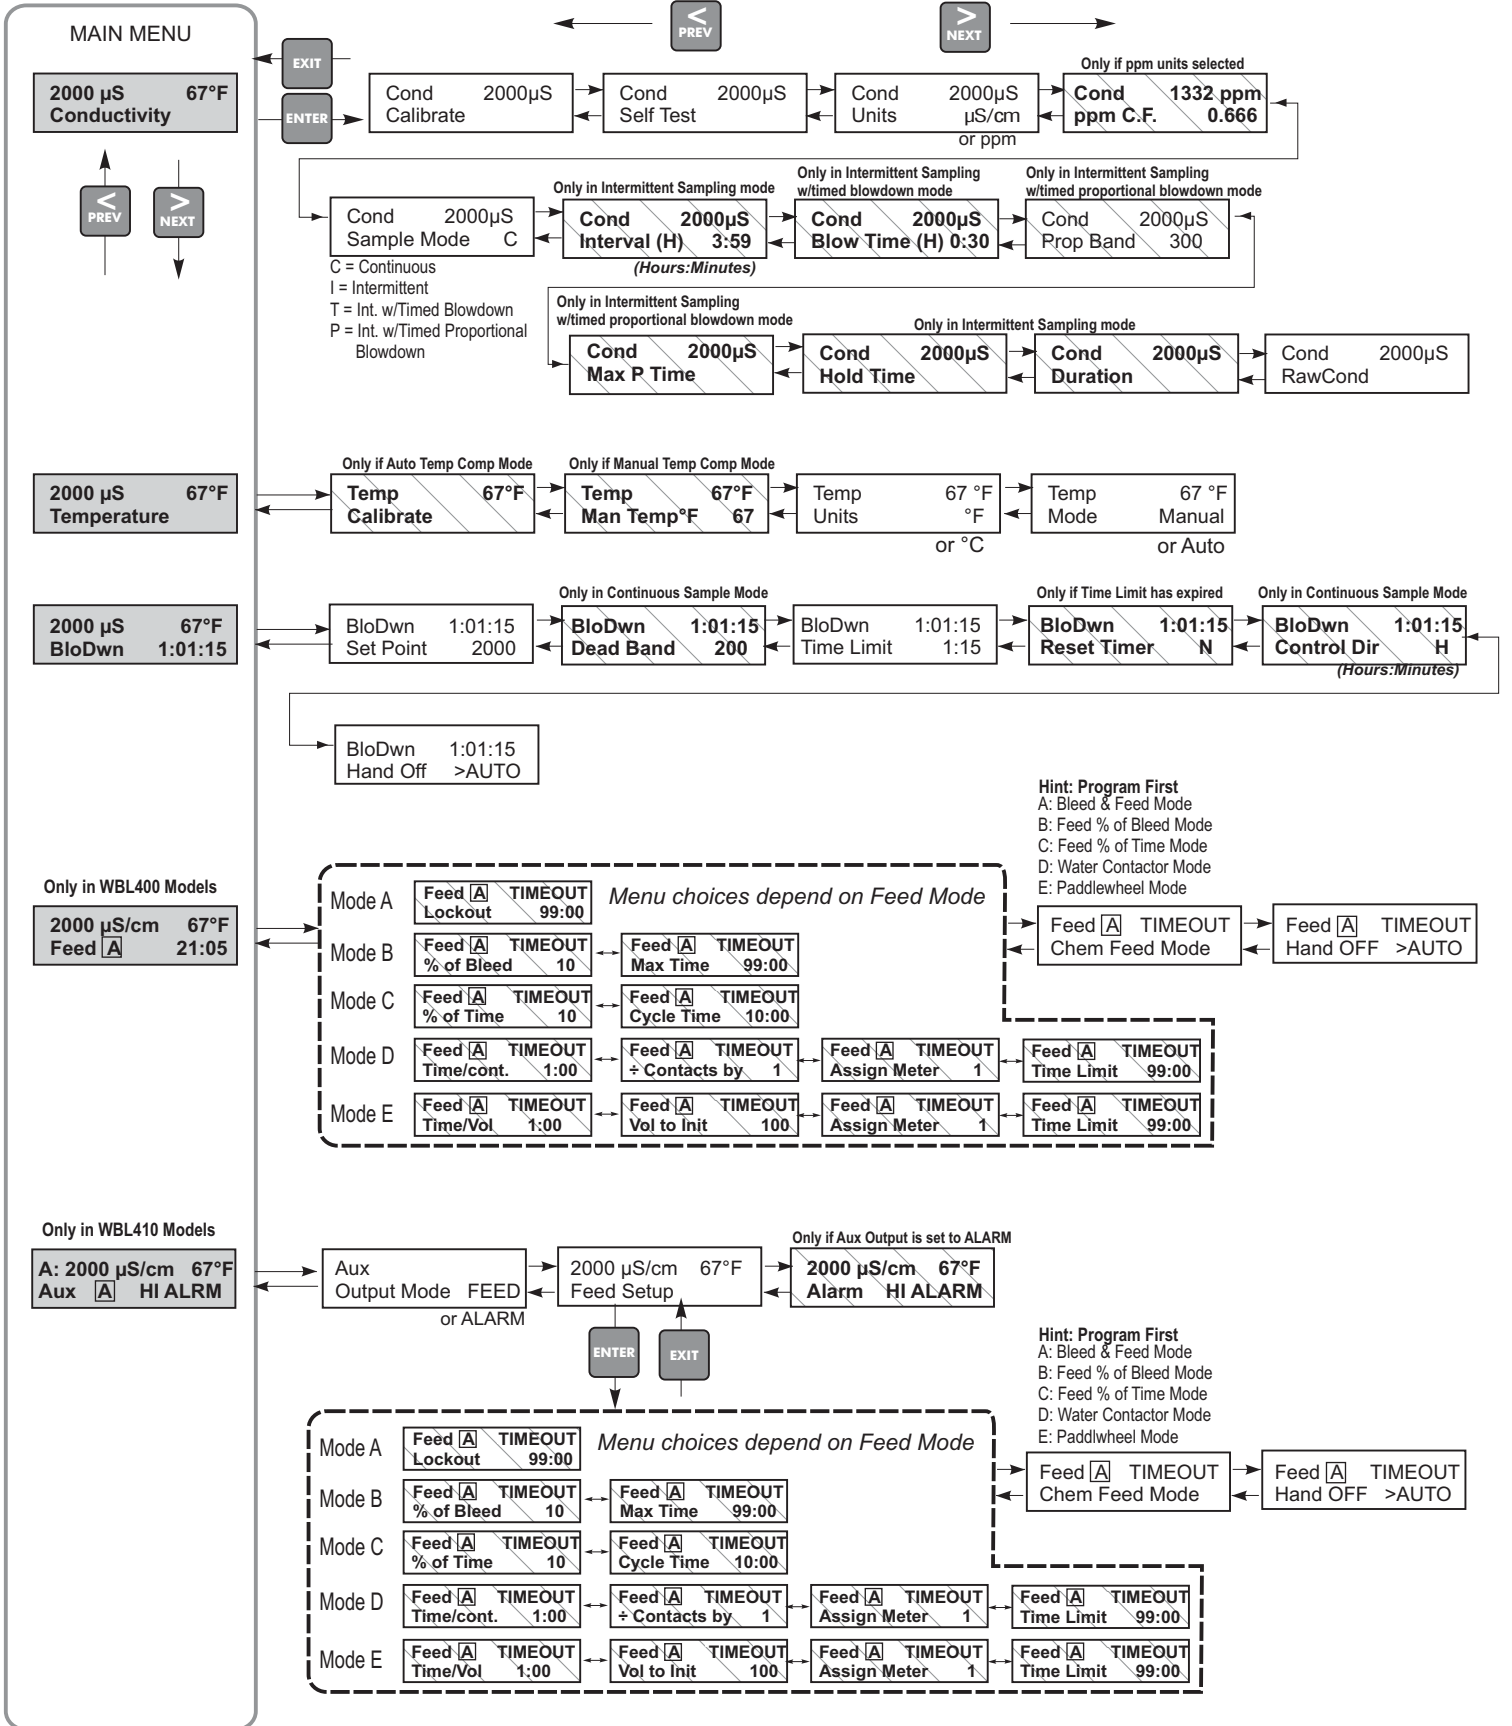 MAIN MENU
<
PREV
>
NEXT
EXIT
ENTER
2000 µS 67°F
Conductivity
<
PREV
>
NEXT
Cond 2000µS
Calibrate
Cond 2000µS
Self Test
Cond 2000µS
Units µS/cm
or ppm
Only if ppm units selected
Cond 1332 ppm
ppm C.F. 0.666
Cond 2000µS
Sample Mode C
C = Continuous
I = Intermittent
T = Int. w/Timed Blowdown
P = Int. w/Timed Proportional
Blowdown
Only in Intermittent Sampling mode
Cond 2000µS
Interval (H) 3:59
(Hours:Minutes)
Only in Intermittent Sampling
w/timed blowdown mode
Cond 2000µS
Blow Time (H) 0:30
Only in Intermittent Sampling
w/timed proportional blowdown mode
Cond 2000µS
Prop Band 300
Only in Intermittent Sampling
w/timed proportional blowdown mode
Cond 2000µS
Max P Time
Only in Intermittent Sampling mode
Cond 2000µS
Hold Time
Cond 2000µS
Duration
Cond 2000µS
RawCond
2000 µS 67°F
Temperature
Only if Auto Temp Comp Mode
Temp 67°F
Calibrate
Only if Manual Temp Comp Mode
Temp 67°F
Man Temp°F 67
Temp 67 °F
Units °F
or °C
Temp 67 °F
Mode Manual
or Auto
2000 µS 67°F
BloDwn 1:01:15
BloDwn 1:01:15
Set Point 2000
Only in Continuous Sample Mode
BloDwn 1:01:15
Dead Band 200
BloDwn 1:01:15
Time Limit 1:15
Only if Time Limit has expired
BloDwn 1:01:15
Reset Timer N
Only in Continuous Sample Mode
BloDwn 1:01:15
Control Dir H
(Hours:Minutes)
BloDwn 1:01:15
Hand Off >AUTO
Only in WBL400 Models
2000 µS/cm 67°F
Feed A 21:05
Menu choices depend on Feed Mode
Mode A
Feed A TIMEOUT
Lockout 99:00
Mode B
Feed A TIMEOUT
% of Bleed 10
Feed A TIMEOUT
Max Time 99:00
Mode C
Feed A TIMEOUT
% of Time 10
Feed A TIMEOUT
Cycle Time 10:00
Mode D
Feed A TIMEOUT
Time/cont. 1:00
Feed A TIMEOUT
÷ Contacts by 1
Feed A TIMEOUT
Assign Meter 1
Feed A TIMEOUT
Time Limit 99:00
Mode E
Feed A TIMEOUT
Time/Vol 1:00
Feed A TIMEOUT
Vol to Init 100
Feed A TIMEOUT
Assign Meter 1
Feed A TIMEOUT
Time Limit 99:00
Hint: Program First
A: Bleed & Feed Mode
B: Feed % of Bleed Mode
C: Feed % of Time Mode
D: Water Contactor Mode
E: Paddlewheel Mode
Feed A TIMEOUT
Chem Feed Mode
Feed A TIMEOUT
Hand OFF >AUTO
Only in WBL410 Models
A: 2000 µS/cm 67°F
Aux A HI ALRM
Aux
Output Mode FEED
or ALARM
2000 µS/cm 67°F
Feed Setup
Only if Aux Output is set to ALARM
2000 µS/cm 67°F
Alarm HI ALARM
ENTER
EXIT
Menu choices depend on Feed Mode
Mode A
Feed A TIMEOUT
Lockout 99:00
Mode B
Feed A TIMEOUT
% of Bleed 10
Feed A TIMEOUT
Max Time 99:00
Mode C
Feed A TIMEOUT
% of Time 10
Feed A TIMEOUT
Cycle Time 10:00
Mode D
Feed A TIMEOUT
Time/cont. 1:00
Feed A TIMEOUT
÷ Contacts by 1
Feed A TIMEOUT
Assign Meter 1
Feed A TIMEOUT
Time Limit 99:00
Mode E
Feed A TIMEOUT
Time/Vol 1:00
Feed A TIMEOUT
Vol to Init 100
Feed A TIMEOUT
Assign Meter 1
Feed A TIMEOUT
Time Limit 99:00
Hint: Program First
A: Bleed & Feed Mode
B: Feed % of Bleed Mode
C: Feed % of Time Mode
D: Water Contactor Mode
E: Paddlwheel Mode
Feed A TIMEOUT
Chem Feed Mode
Feed A TIMEOUT
Hand OFF >AUTO